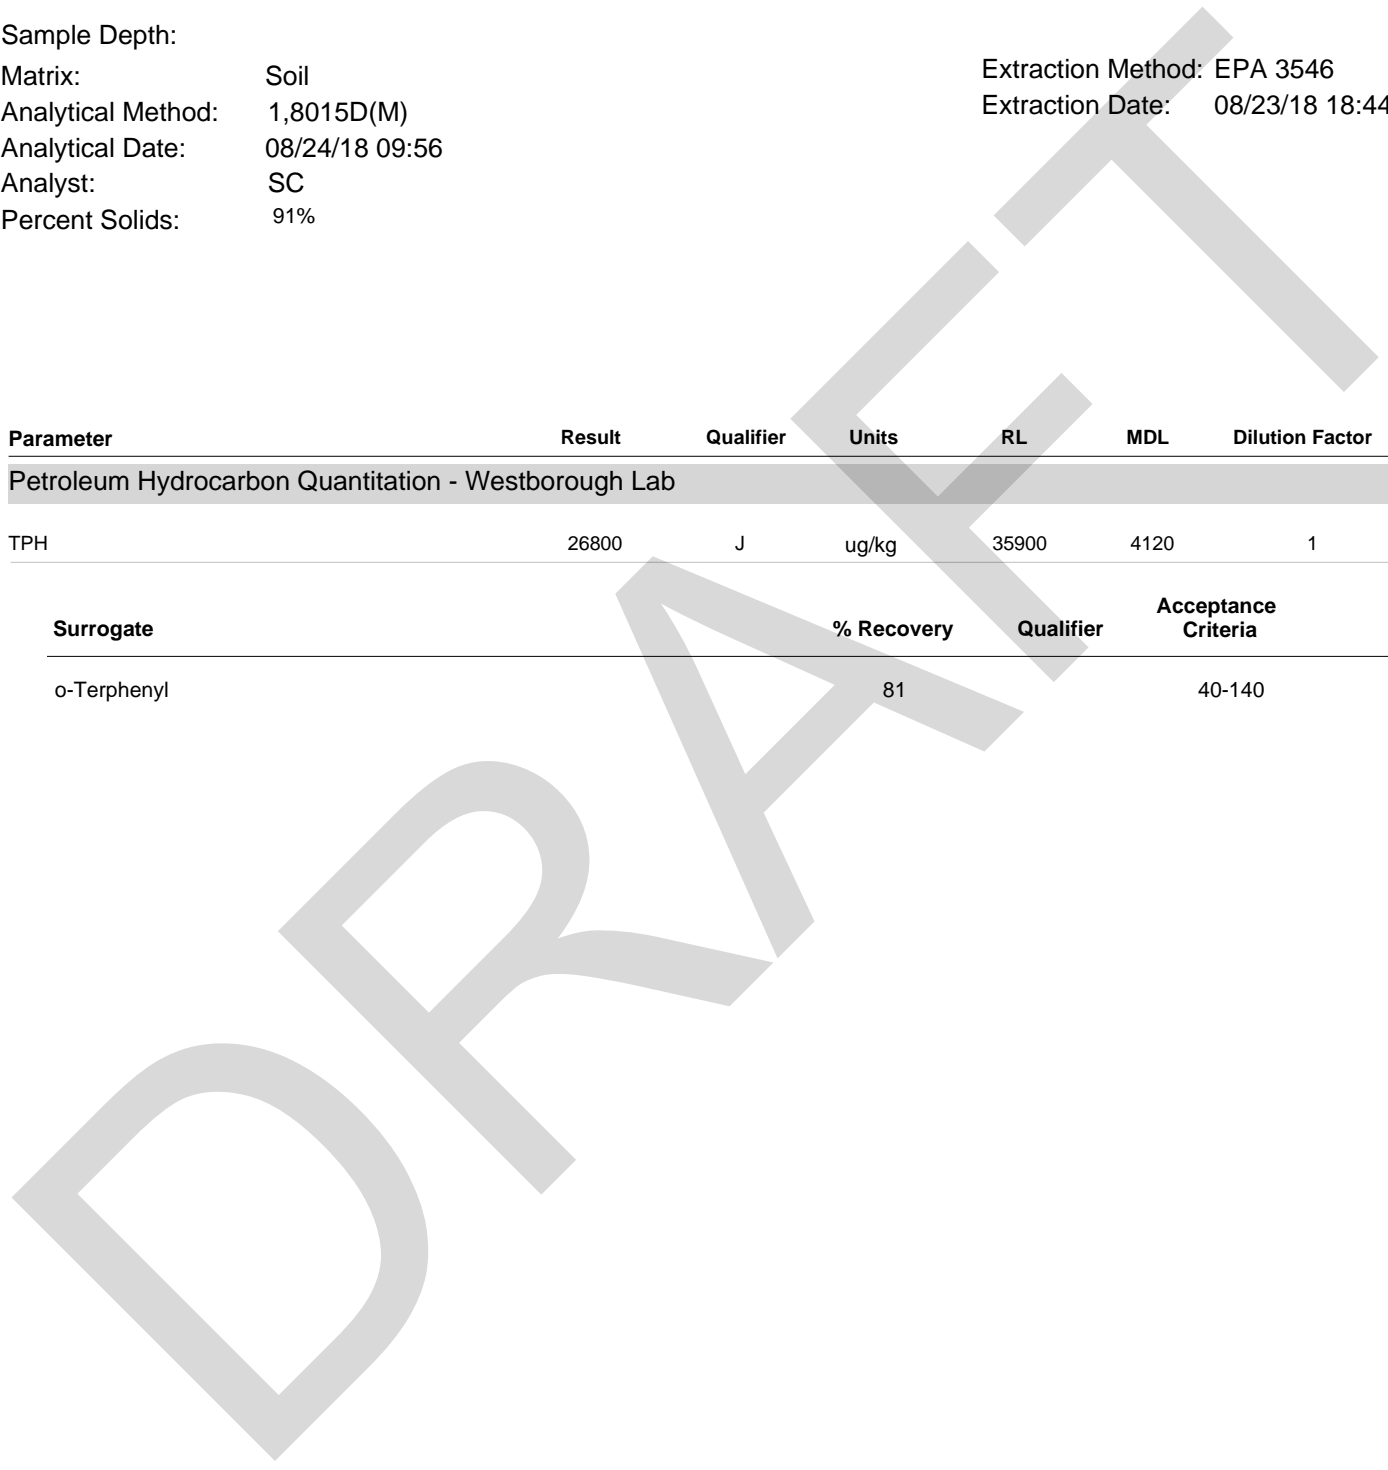 Sample Depth:
Matrix: Soil
Extraction Method: EPA 3546
Analytical Method: 1,8015D(M)
Extraction Date: 08/23/18 18:44
Analytical Date: 08/24/18 09:56
Analyst: SC
Percent Solids: 91%
Parameter Result Qualifier Units RL MDL Dilution Factor
Petroleum Hydrocarbon Quantitation - Westborough Lab
TPH 26800 J ug/kg 35900 4120 1
Surrogate % Recovery Qualifier Acceptance Criteria
o-Terphenyl 81 40-140
DRAFT